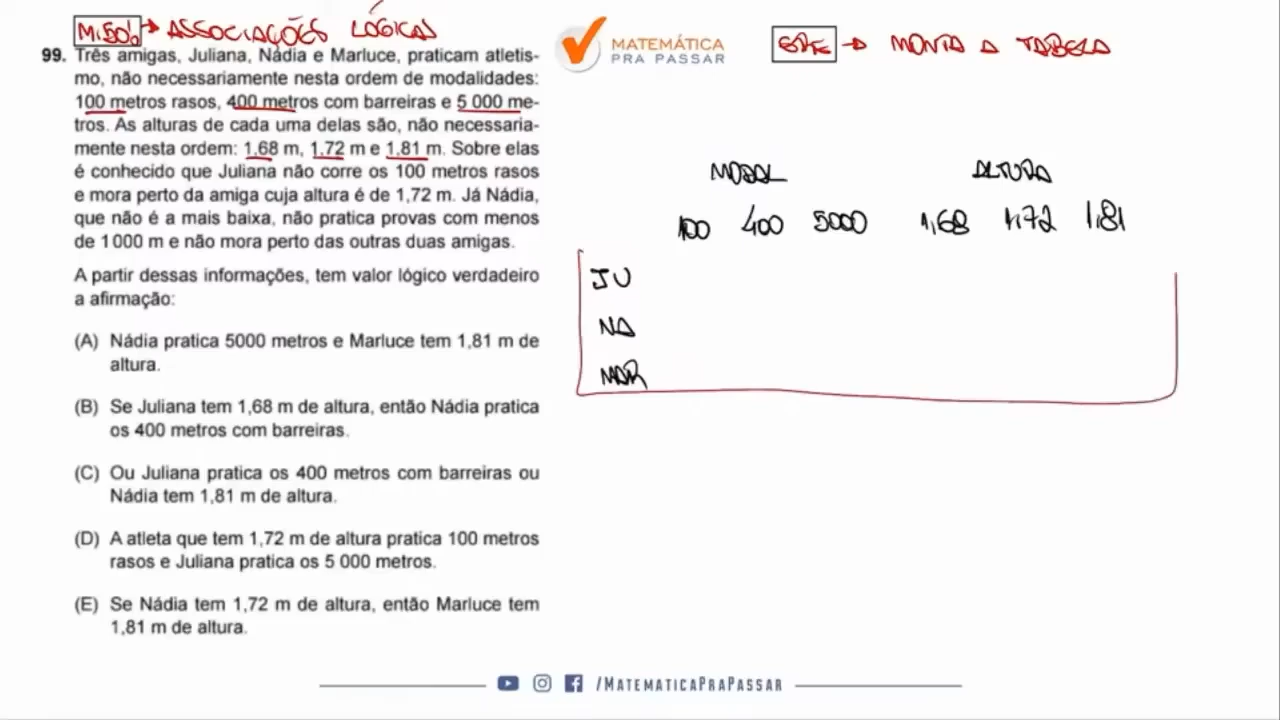 M.50% → ASSOCIAÇÕES LÓGICAS
99. Três amigas, Juliana, Nádia e Marluce, praticam atletis-
mo, não necessariamente nesta ordem de modalidades:
100 metros rasos, 400 metros com barreiras e 5 000 me-
tros. As alturas de cada uma delas são, não necessaria-
mente nesta ordem: 1,68 m, 1,72 m e 1,81 m. Sobre elas
é conhecido que Juliana não corre os 100 metros rasos
e mora perto da amiga cuja altura é de 1,72 m. Já Nádia,
que não é a mais baixa, não pratica provas com menos
de 1 000 m e não mora perto das outras duas amigas.
A partir dessas informações, tem valor lógico verdadeiro
a afirmação:
(A) Nádia pratica 5000 metros e Marluce tem 1,81 m de
altura.
(B) Se Juliana tem 1,68 m de altura, então Nádia pratica
os 400 metros com barreiras.
(C) Ou Juliana pratica os 400 metros com barreiras ou
Nádia tem 1,81 m de altura.
(D) A atleta que tem 1,72 m de altura pratica 100 metros
rasos e Juliana pratica os 5 000 metros.
(E) Se Nádia tem 1,72 m de altura, então Marluce tem
1,81 m de altura.
MATEMÁTICA
PRA PASSAR
→ MONTA A TABELA
MODAL ALTURA
100 400 5000 1,68 1,72 1,81
JU
NA
MAR
/MATEMATICAPRAPASSAR